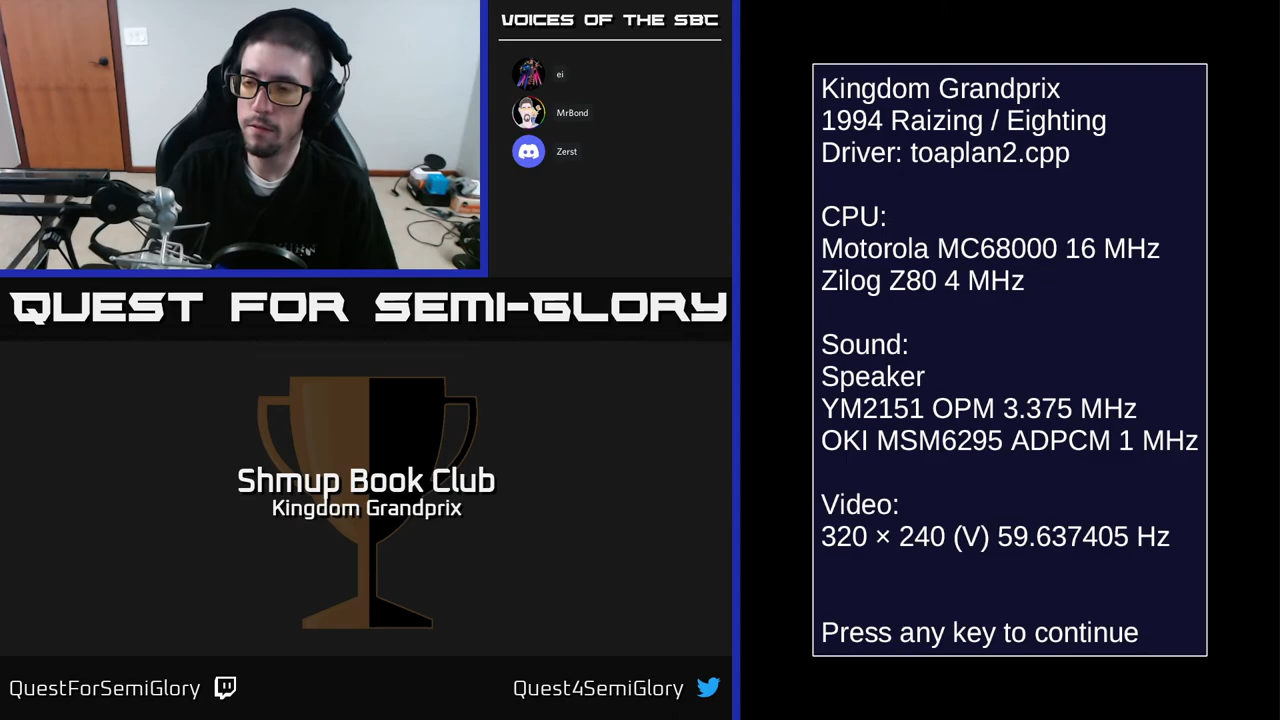 VOICES OF THE SBC
ei
MrBond
Zerst
QUEST FOR SEMI-GLORY
Shmup Book Club
Kingdom Grandprix
QuestForSemiGlory
Quest4SemiGlory
Kingdom Grandprix
1994 Raizing / Eighting
Driver: toaplan2.cpp
CPU:
Motorola MC68000 16 MHz
Zilog Z80 4 MHz
Sound:
Speaker
YM2151 OPM 3.375 MHz
OKI MSM6295 ADPCM 1 MHz
Video:
320 × 240 (V) 59.637405 Hz
Press any key to continue